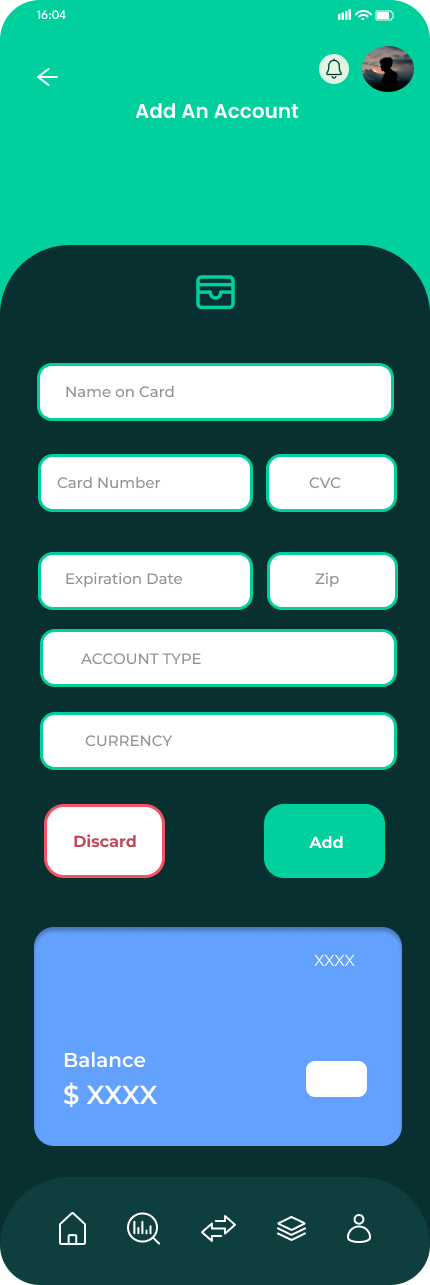 16:04
Add An Account
Name on Card
Card Number
CVC
Expiration Date
Zip
ACCOUNT TYPE
CURRENCY
Discard
Add
XXXX
Balance
$ XXXX